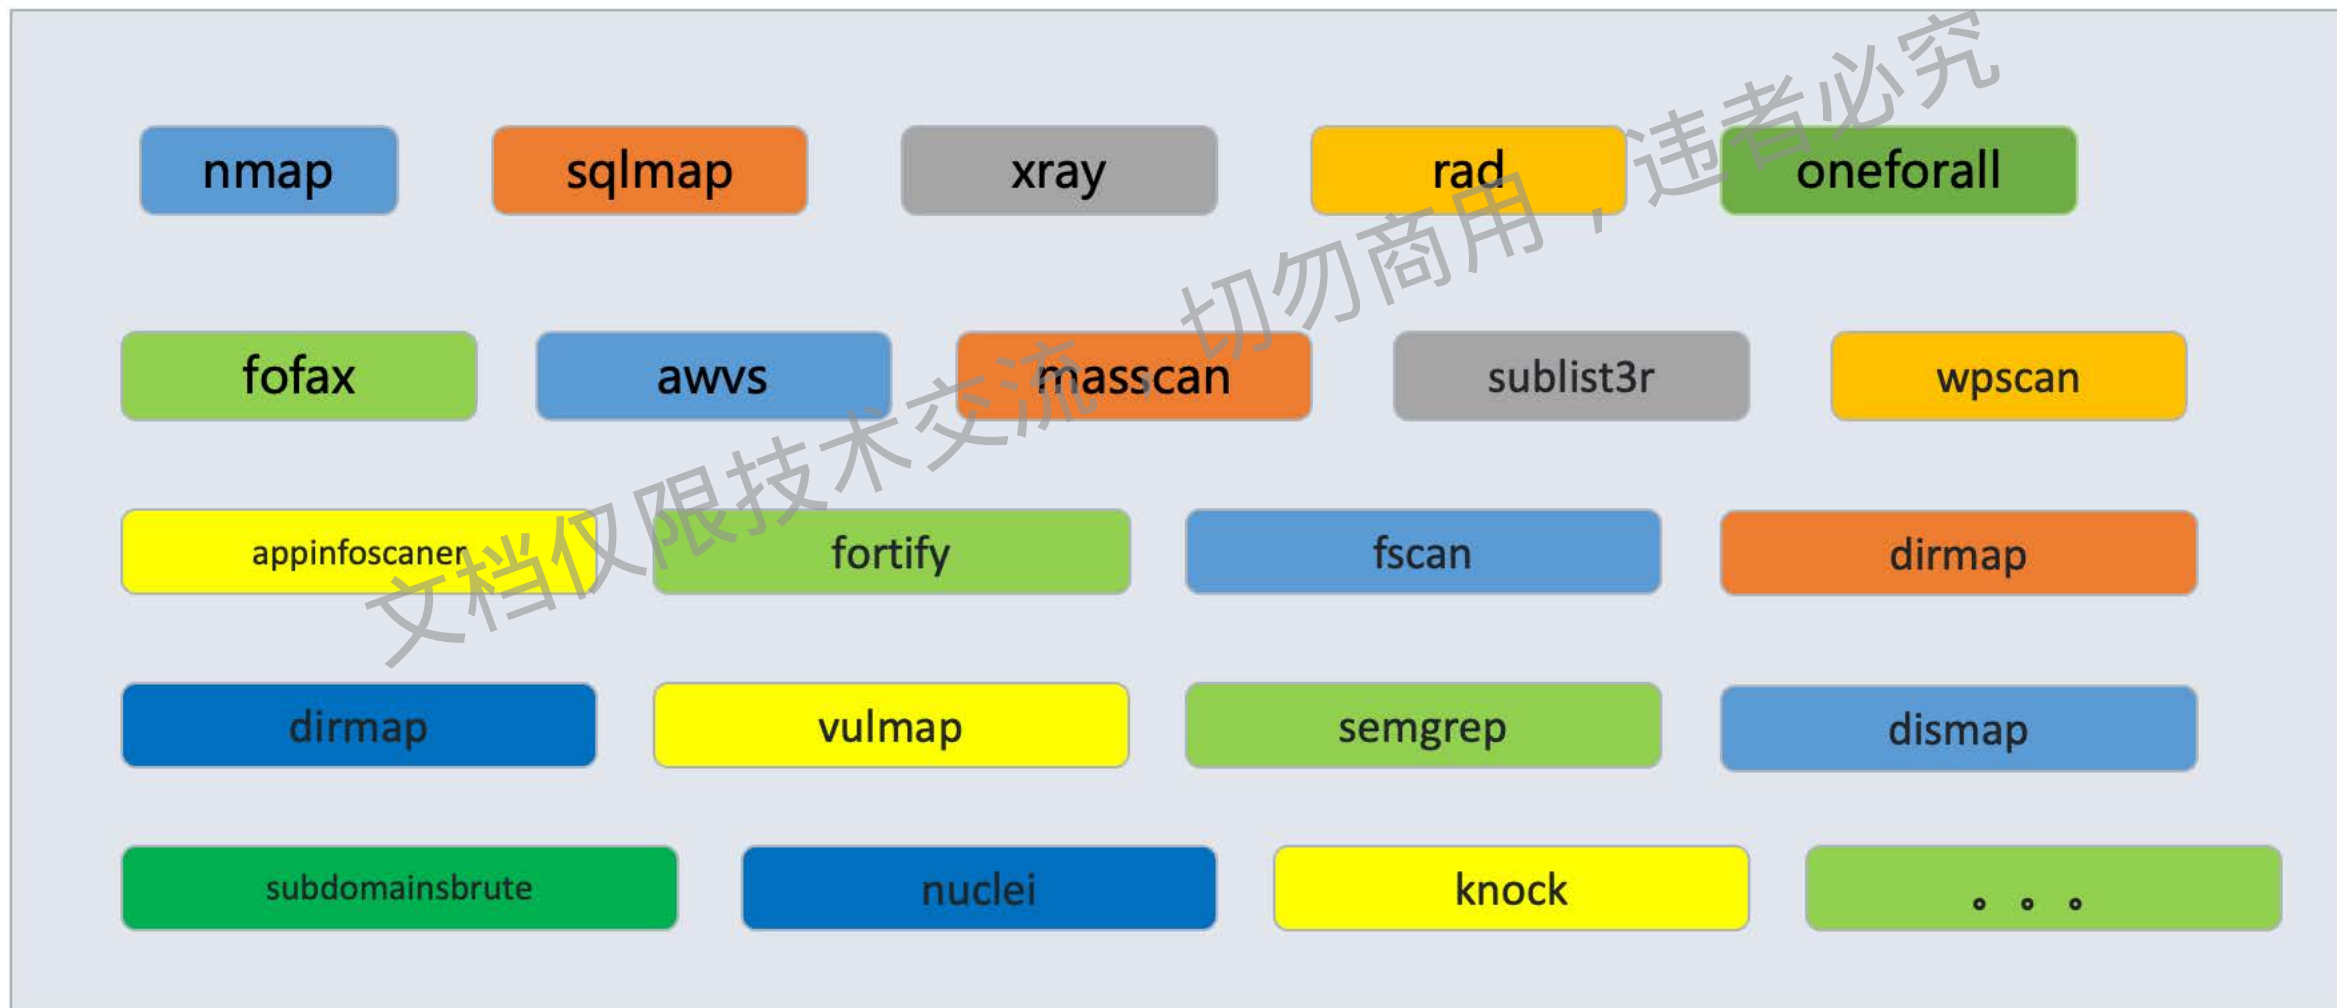 nmap sqlmap xray rad oneforall
fofax awvs masscan sublist3r wpscan
appinfoscaner fortify fscan dirmap
dirmap vulmap semgrep dismap
subdomainsbrute nuclei knock 。。。
文档仅限技术交流，切勿商用，违者必究